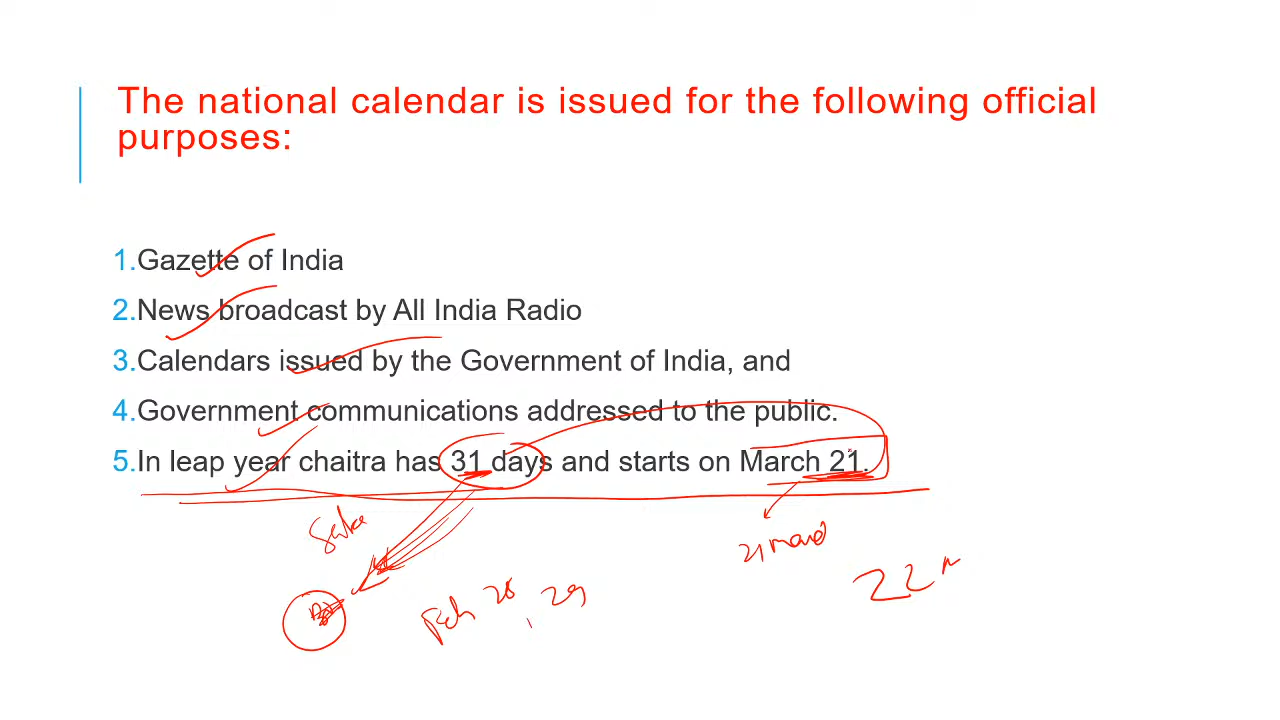 The national calendar is issued for the following official
purposes:
1.Gazette of India
2.News broadcast by All India Radio
3.Calendars issued by the Government of India, and
4.Government communications addressed to the public.
5.In leap year chaitra has 31 days and starts on March 21.
Saka
21 March
22 M
Feb 28, 29